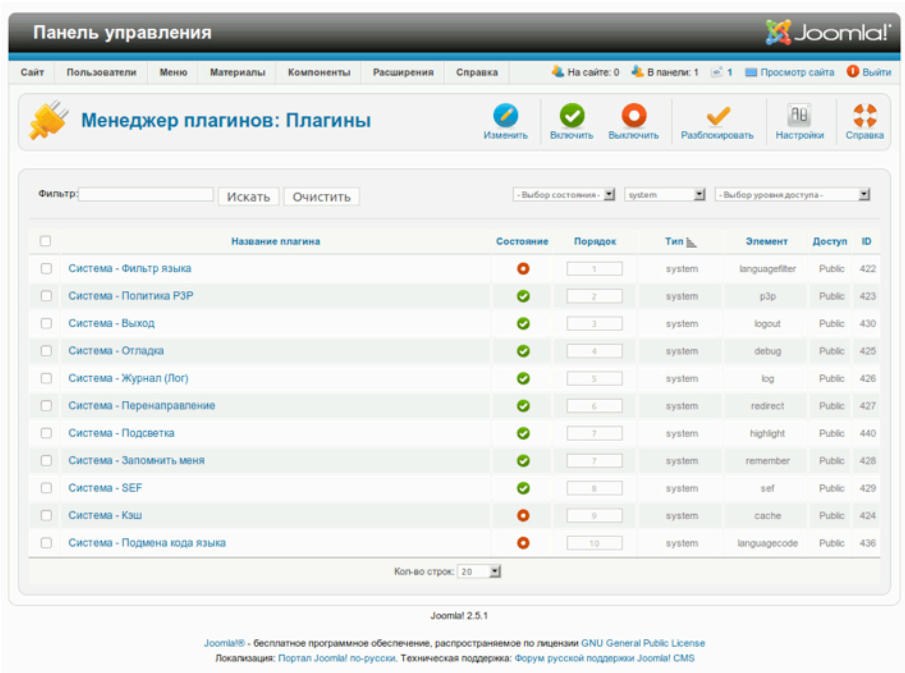 Панель управления Joomla!
Сайт Пользователи Меню Материалы Компоненты Расширения Справка На сайте: 0 В панели: 1 1 Просмотр сайта Выйти
Менеджер плагинов: Плагины Изменить Включить Выключить Разблокировать Настройки Справка
Фильтр: Искать Очистить - Выбор состояния - system - Выбор уровня доступа -
Название плагина Состояние Порядок Тип Элемент Доступ ID
Система - Фильтр языка 1 system languagefilter Public 422
Система - Политика P3P 2 system p3p Public 423
Система - Выход 3 system logout Public 430
Система - Отладка 4 system debug Public 425
Система - Журнал (Лог) 5 system log Public 426
Система - Перенаправление 6 system redirect Public 427
Система - Подсветка 7 system highlight Public 440
Система - Запомнить меня 7 system remember Public 428
Система - SEF 8 system sef Public 429
Система - Кэш 9 system cache Public 424
Система - Подмена кода языка 10 system languagecode Public 436
Кол-во строк: 20
Joomla! 2.5.1
Joomla!® - бесплатное программное обеспечение, распространяемое по лицензии GNU General Public License
Локализация: Портал Joomla! по-русски. Техническая поддержка: Форум русской поддержки Joomla! CMS